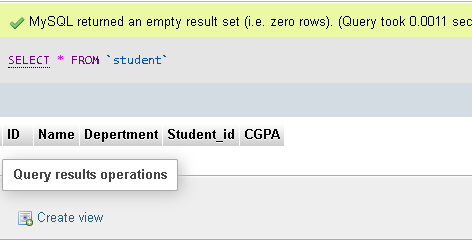 MySQL returned an empty result set (i.e. zero rows). (Query took 0.0011 sec
SELECT * FROM `student`
ID Name Depertment Student_id CGPA
Query results operations
Create view